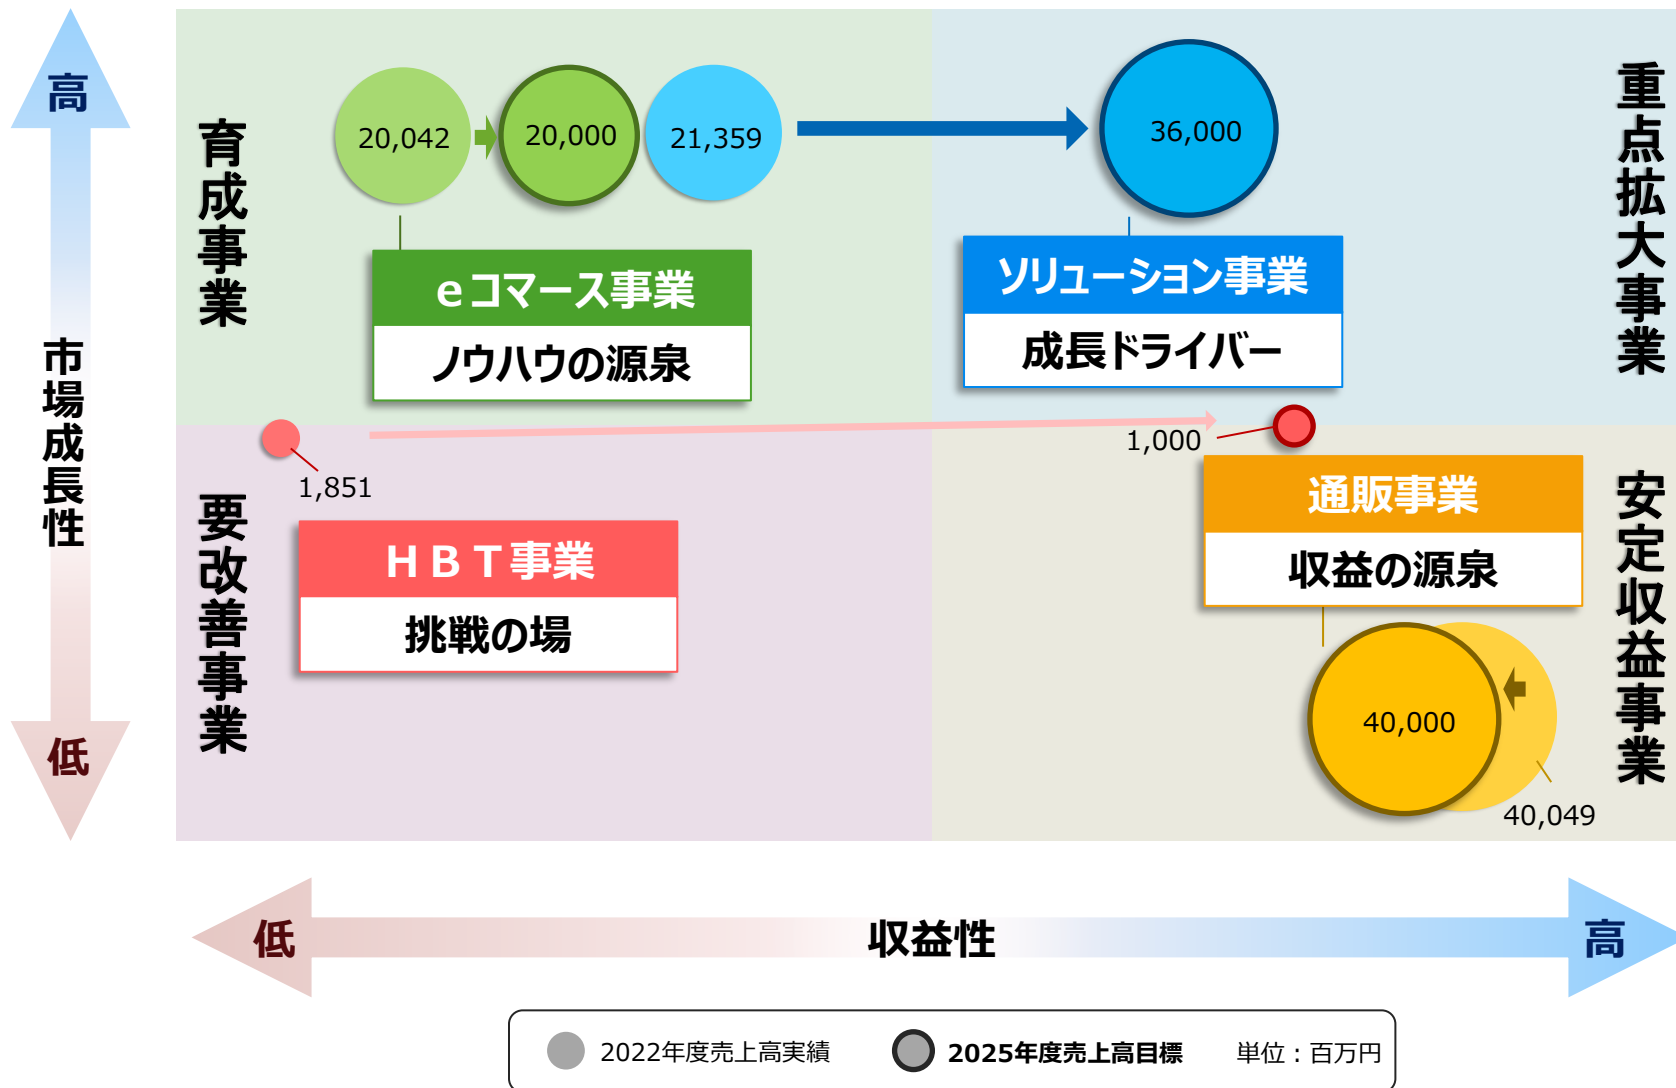 高
市場成長性
低
育成事業
重点拡大事業
20,042
20,000
21,359
36,000
eコマース事業
ノウハウの源泉
ソリューション事業
成長ドライバー
要改善事業
安定収益事業
1,851
1,000
HBT事業
挑戦の場
通販事業
収益の源泉
40,000
40,049
低
収益性
高
2022年度売上高実績
2025年度売上高目標
単位:百万円